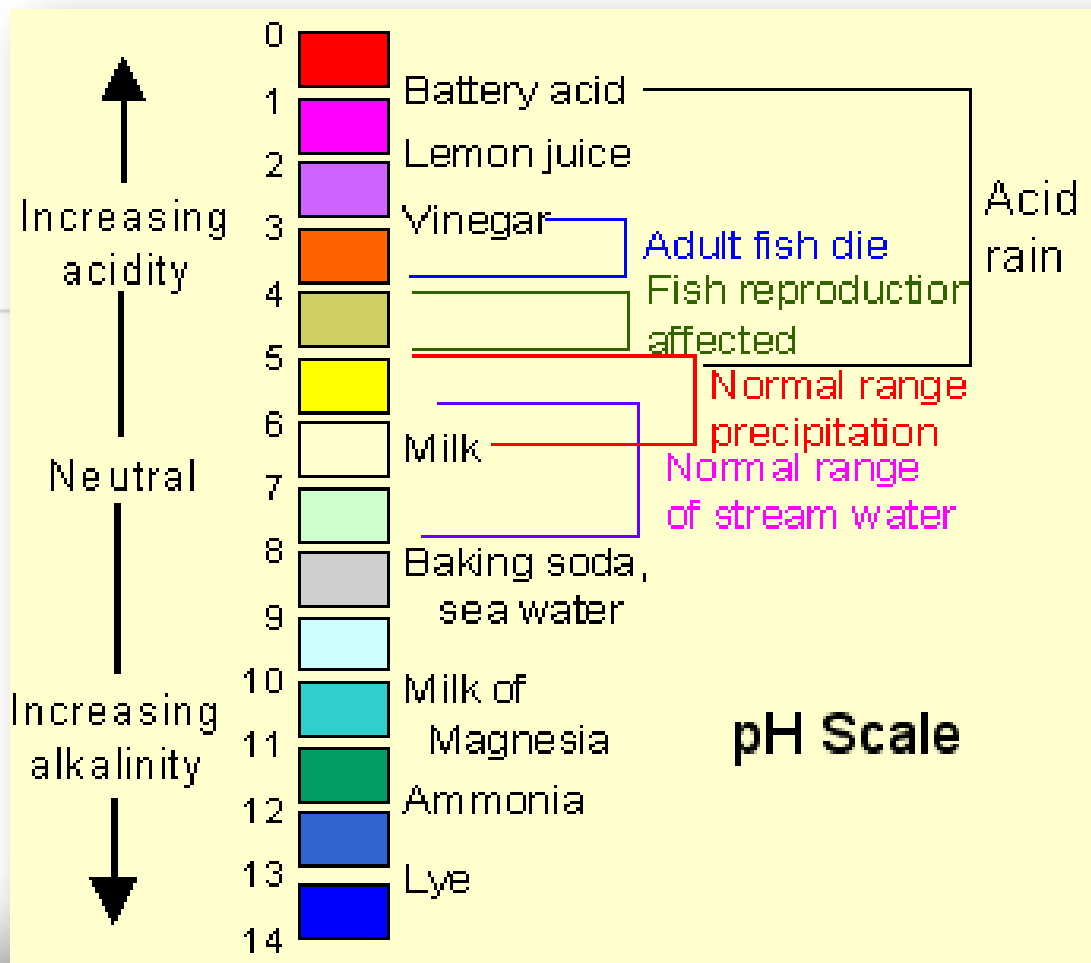 0
Battery acid
1
Lemon juice
2
Increasing
acidity
Vinegar
3
Acid
rain
Adult fish die
4
Fish reproduction
affected
5
Normal range
precipitation
6
Milk
Neutral
Normal range
of stream water
7
8
Baking soda,
sea water
9
10
Milk of
Magnesia
Increasing
alkalinity
11
pH Scale
Ammonia
12
13
Lye
14